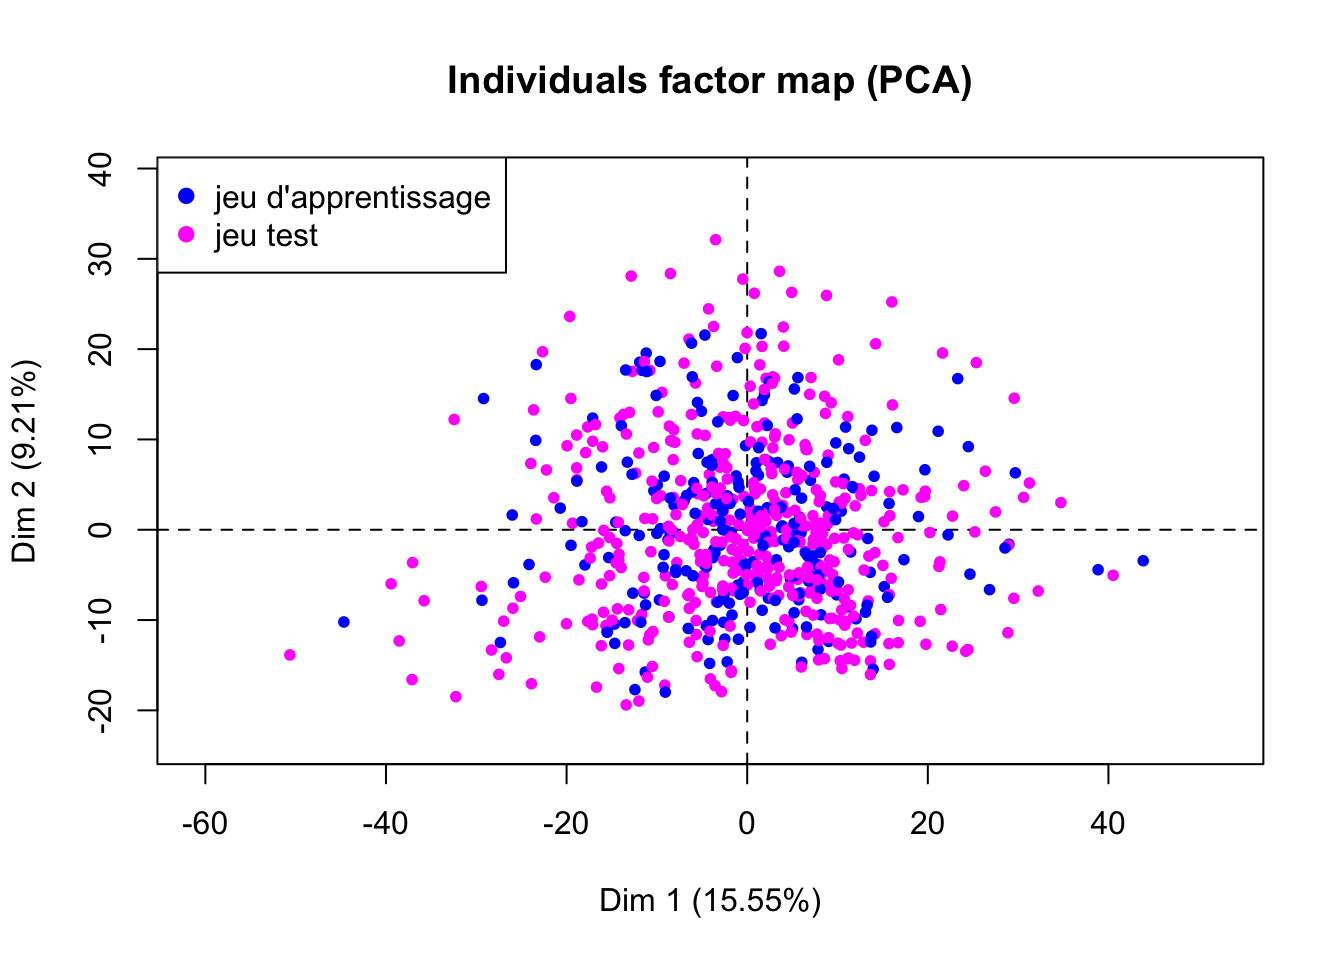 Individuals factor map (PCA)
jeu d'apprentissage
jeu test
40
30
20
10
0
-10
-20
Dim 2 (9.21%)
-60 -40 -20 0 20 40
Dim 1 (15.55%)